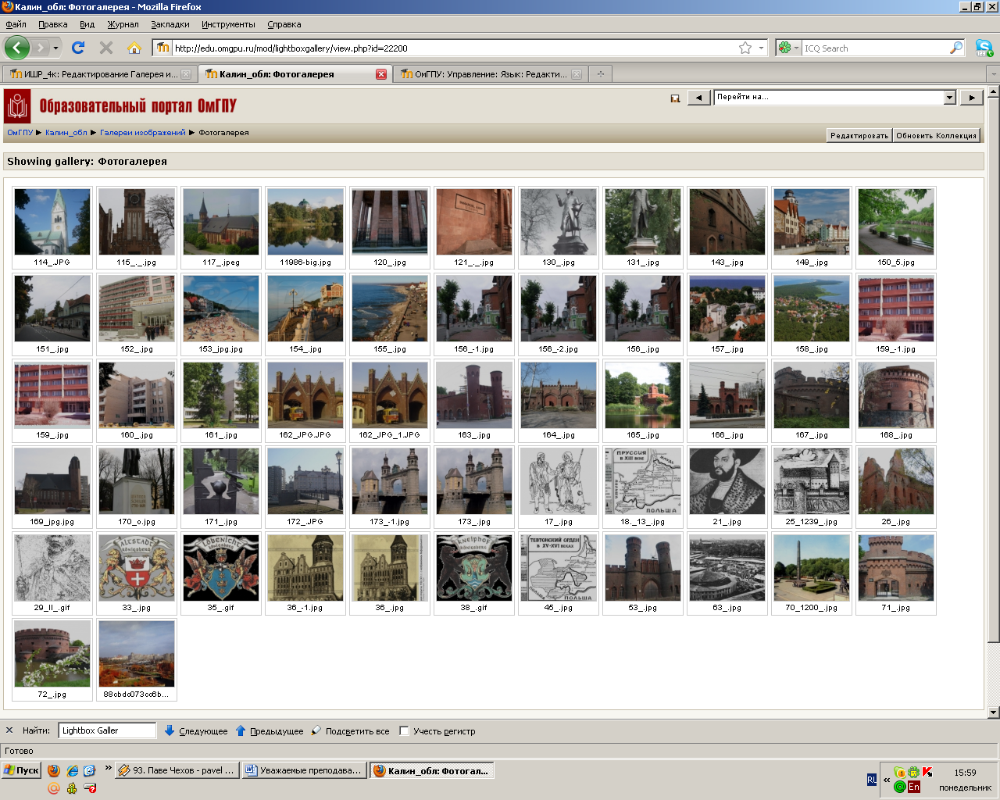 Калин_обл: Фотогалерея - Mozilla Firefox
Файл Правка Вид Журнал Закладки Инструменты Справка
http://edu.omgpu.ru/mod/lightboxgallery/view.php?id=22200
ICQ Search
ИШР_4к: Редактирование Галерея и...
Калин_обл: Фотогалерея
ОмГПУ: Управление: Язык: Редакти...
Образовательный портал ОмГПУ
Перейти на...
ОмГПУ ► Калин_обл ► Галереи изображений ► Фотогалерея
Редактировать Обновить Коллекция
Showing gallery: Фотогалерея
114_.JPG 115_._.jpg 117_.jpeg 11986-big.jpg 120_.jpg 121_._.jpg 130_.jpg 131_.jpg 143_.jpg 149_.jpg 150_5.jpg
151_.jpg 152_.jpg 153_jpg.jpg 154_.jpg 155_.jpg 156_-1.jpg 156_-2.jpg 156_.jpg 157_.jpg 158_.jpg 159_-1.jpg
159_.jpg 160_.jpg 161_.jpg 162_JPG.JPG 162_JPG_1.JPG 163_.jpg 164_.jpg 165_.jpg 166_.jpg 167_.jpg 168_.jpg
ПРУССИЯ
в XIII веке
ПОЛЬША
169_jpg.jpg 170_o.jpg 171_.jpg 172_.JPG 173_-1.jpg 173_.jpg 17_.jpg 18._13_.jpg 21_.jpg 25_1239_.jpg 26_.jpg
Altstadt
Königsberg
Löbenicht
Königsberg
Kneiphof
Königsberg
ТЕВТОНСКИЙ ОРДЕН
в XV-XVI веках
ПОЛЬША
29_II_.gif 33_.jpg 35_.gif 36_-1.jpg 36_.jpg 38_.gif 45_.jpg 53_.jpg 63_.jpg 70_1200_.jpg 71_.jpg
72_.jpg 88cbdc073cc6b...
Найти: Lightbox Galler Следующее Предыдущее Подсветить все Учесть регистр
Готово
Пуск
93. Паве Чехов - pavel ...
Уважаемые преподава...
Калин_обл: Фотогал...
RU
En
15:59
понедельник